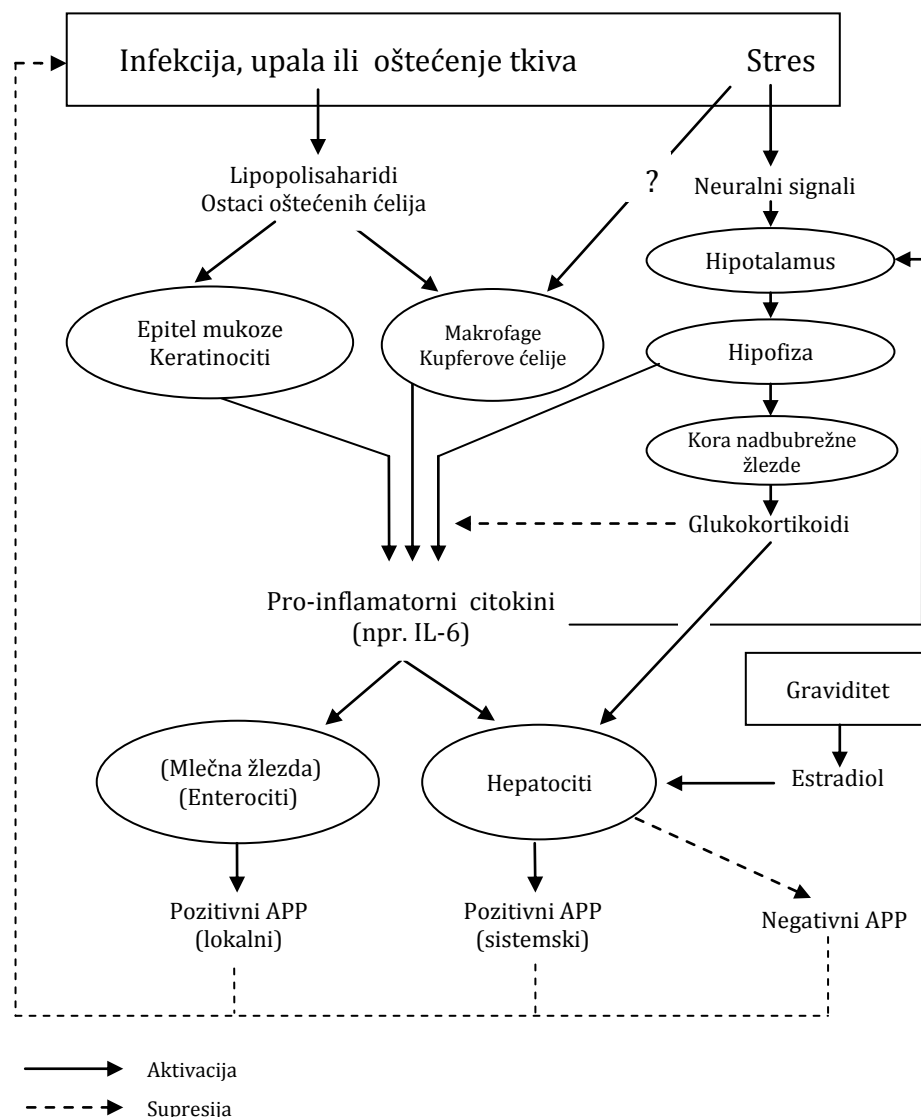 Infekcija, upala ili oštećenje tkiva
Stres
Lipopolisaharidi
Ostaci oštećenih ćelija
?
Neuralni signali
Hipotalamus
Epitel mukoze
Keratinociti
Makrofage
Kupferove ćelije
Hipofiza
Kora nadbubrežne
žlezde
Glukokortikoidi
Pro-inflamatorni citokini
(npr. IL-6)
Graviditet
(Mlečna žlezda)
(Enterociti)
Hepatociti
Estradiol
Pozitivni APP
(lokalni)
Pozitivni APP
(sistemski)
Negativni APP
Aktivacija
Supresija